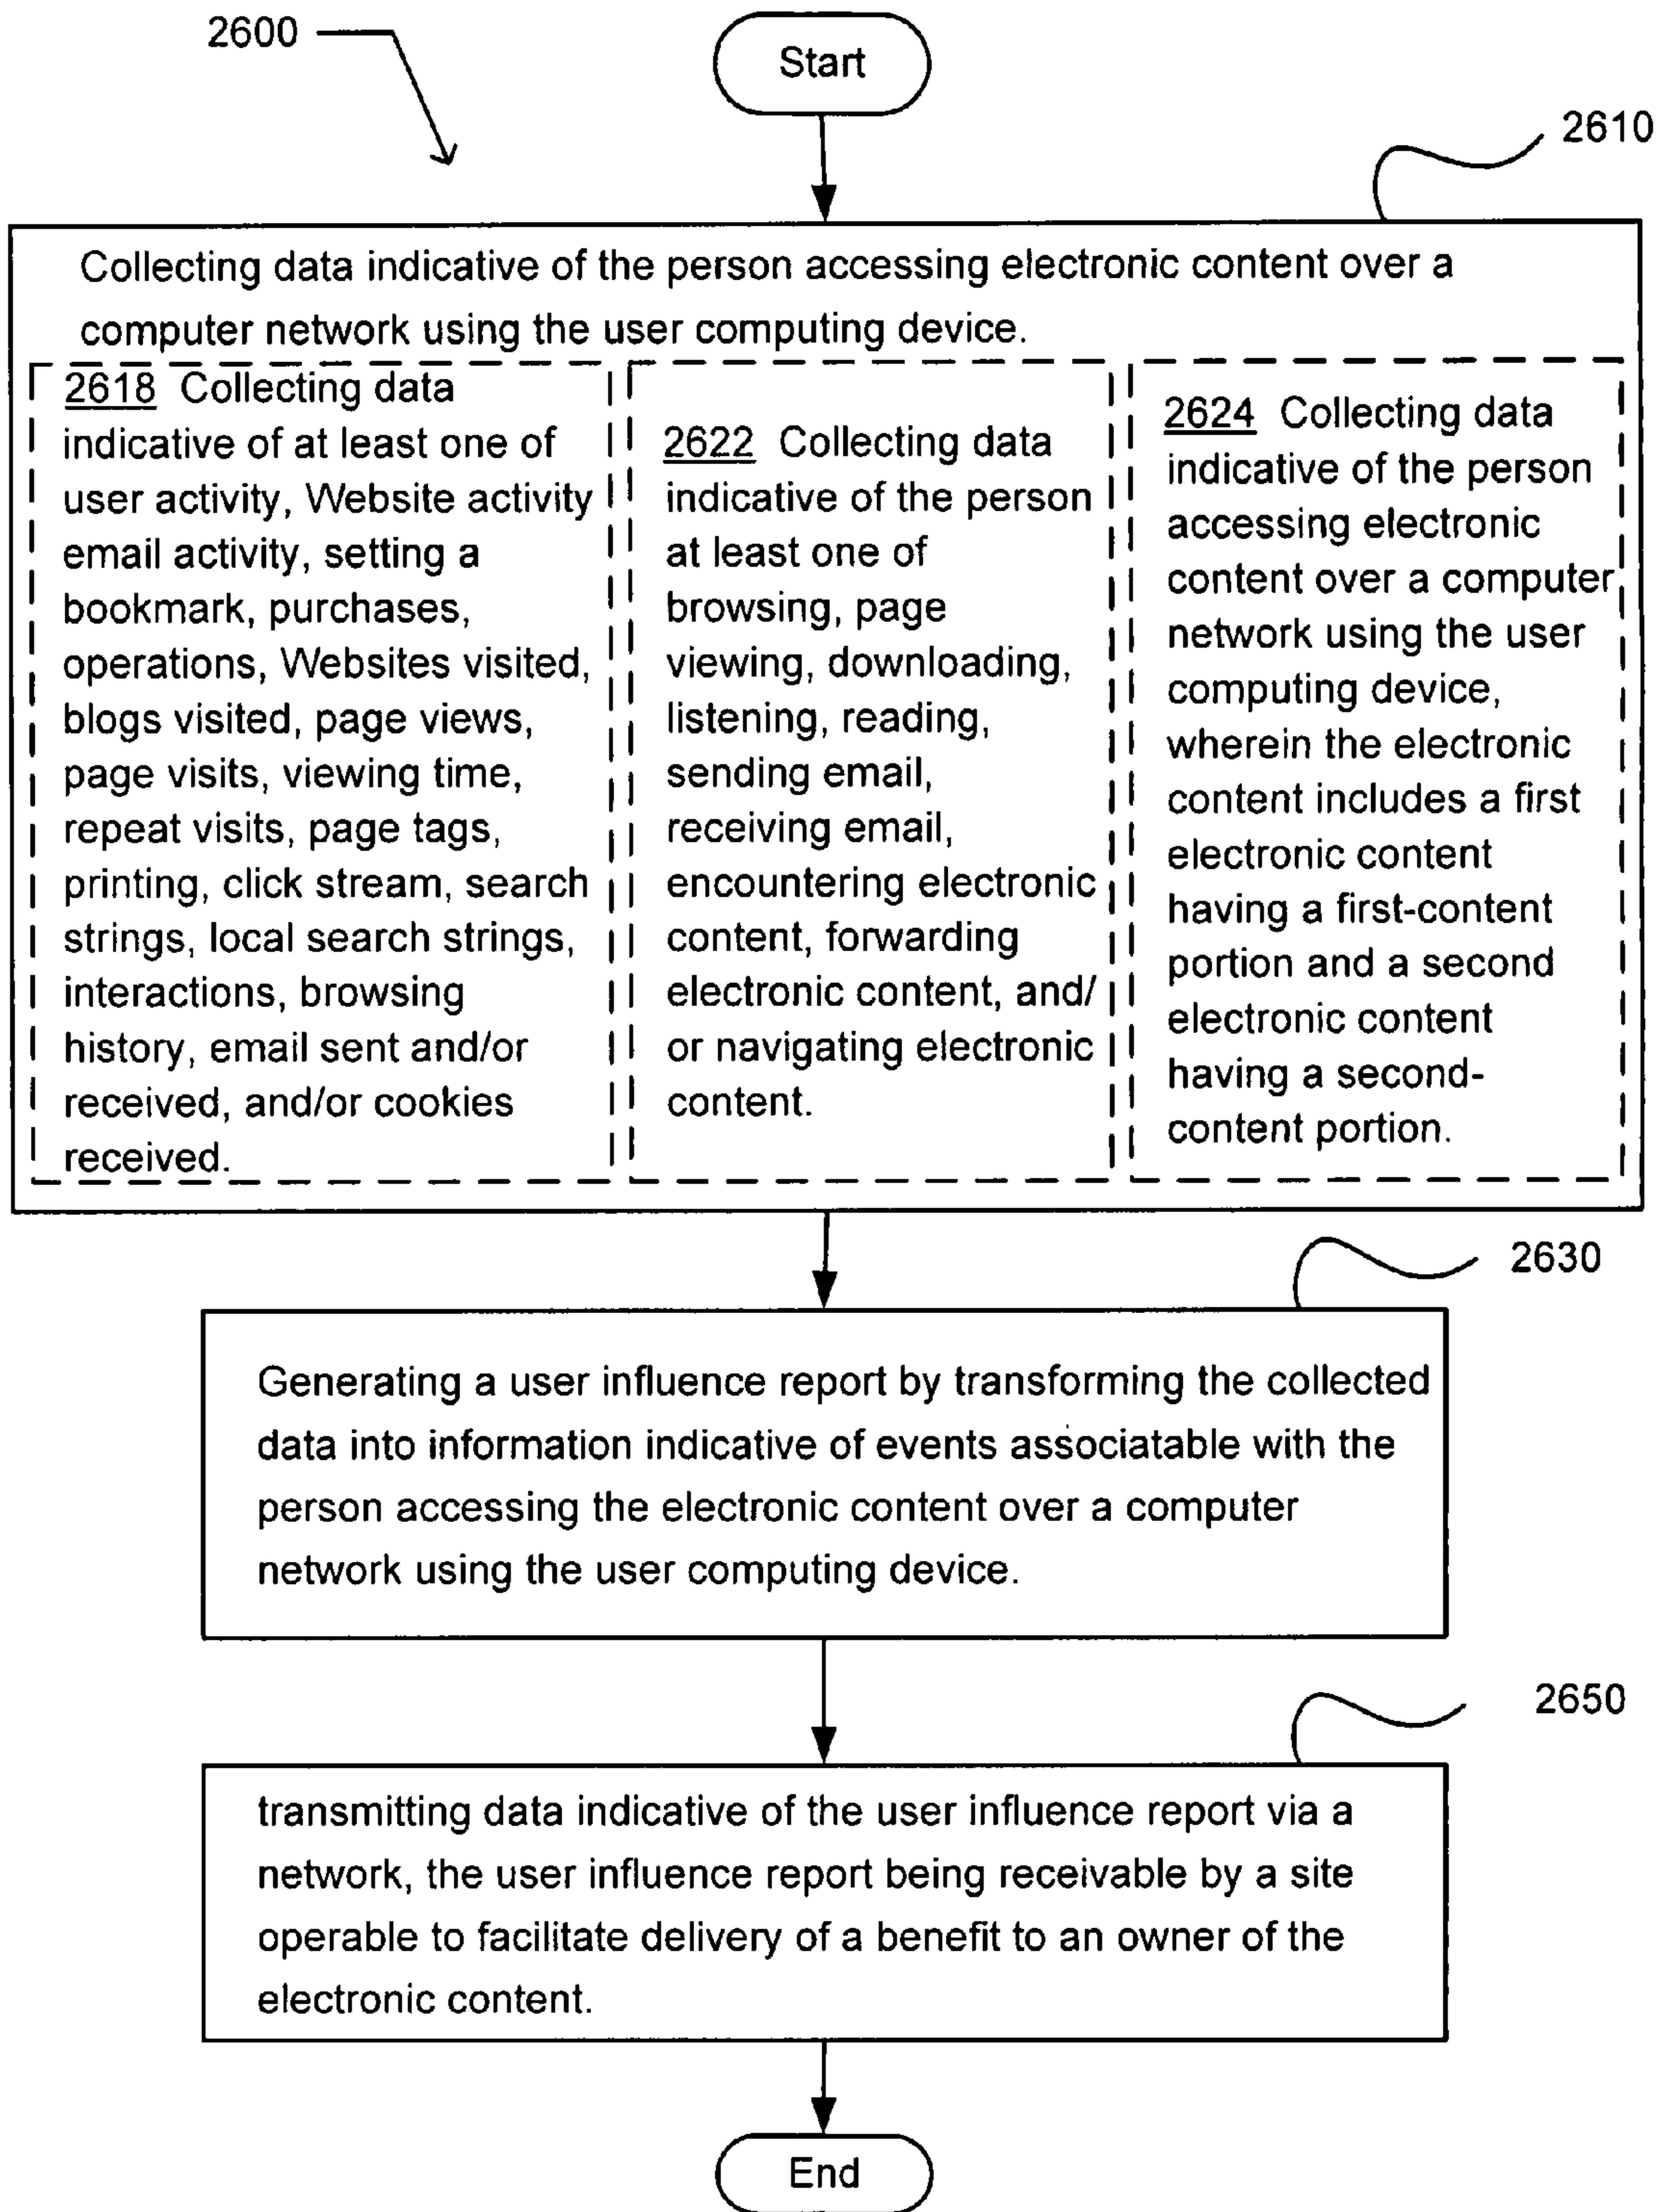 2600
Start
2610
Collecting data indicative of the person accessing electronic content over a
computer network using the user computing device.
2618 Collecting data
indicative of at least one of
user activity, Website activity
email activity, setting a
bookmark, purchases,
operations, Websites visited,
blogs visited, page views,
page visits, viewing time,
repeat visits, page tags,
printing, click stream, search
strings, local search strings,
interactions, browsing
history, email sent and/or
received, and/or cookies
received.
2622 Collecting data
indicative of the person
at least one of
browsing, page
viewing, downloading,
listening, reading,
sending email,
receiving email,
encountering electronic
content, forwarding
electronic content, and/
or navigating electronic
content.
2624 Collecting data
indicative of the person
accessing electronic
content over a computer
network using the user
computing device,
wherein the electronic
content includes a first
electronic content
having a first-content
portion and a second
electronic content
having a second-
content portion.
2630
Generating a user influence report by transforming the collected
data into information indicative of events associatable with the
person accessing the electronic content over a computer
network using the user computing device.
2650
transmitting data indicative of the user influence report via a
network, the user influence report being receivable by a site
operable to facilitate delivery of a benefit to an owner of the
electronic content.
End